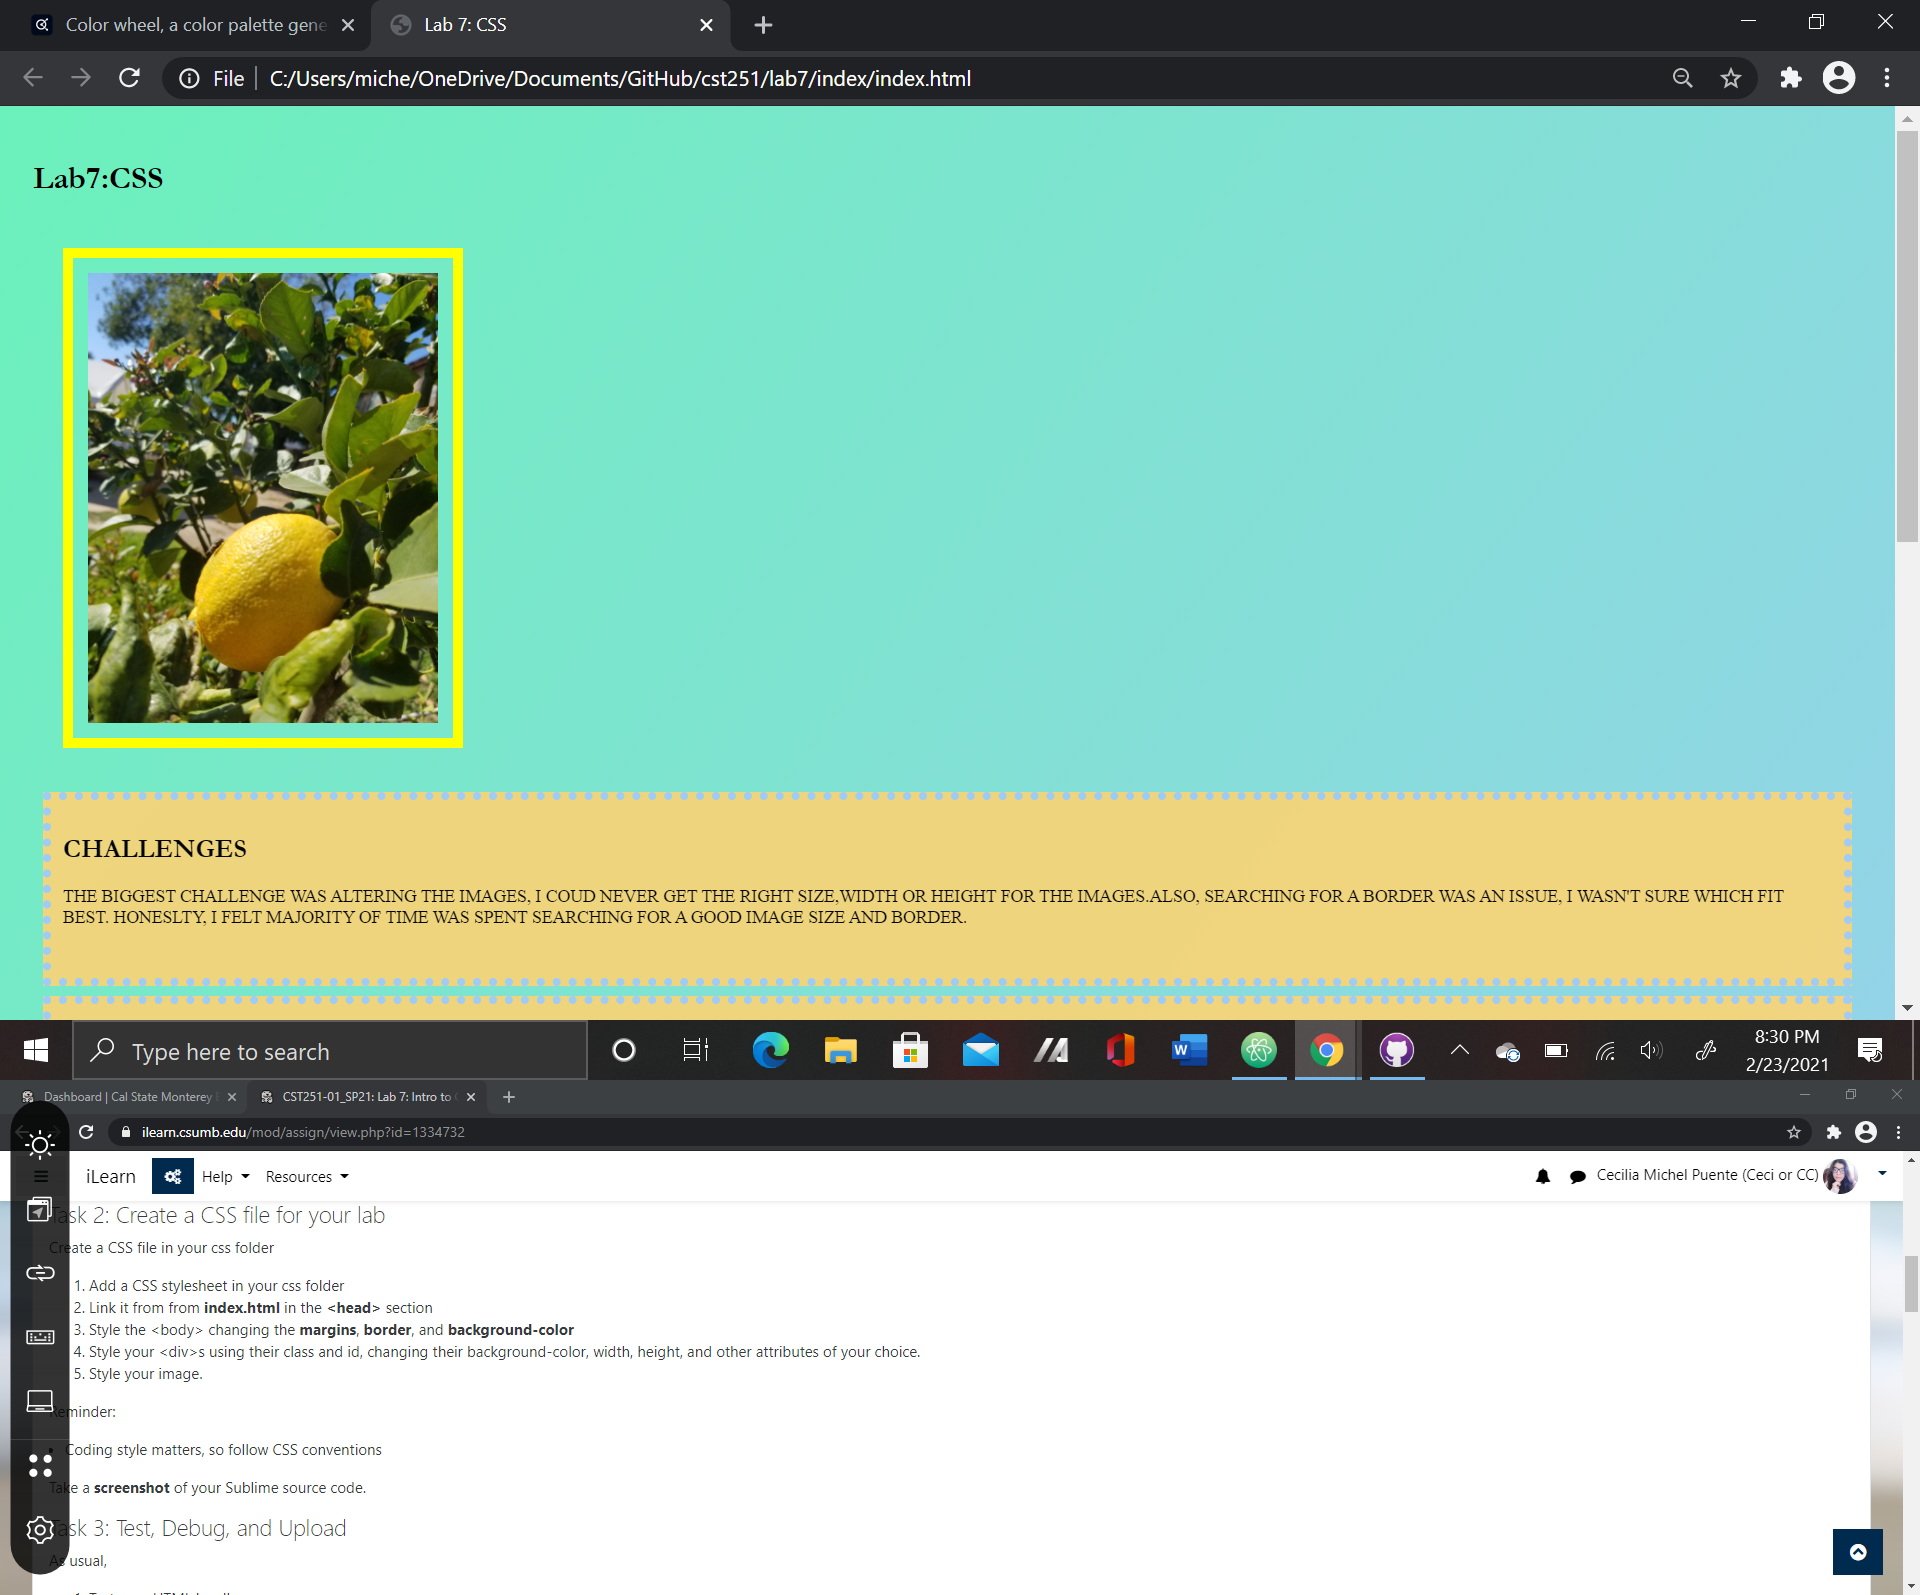 Color wheel, a color palette gene
Lab 7: CSS
File
C:/Users/miche/OneDrive/Documents/GitHub/cst251/lab7/index/index.html
Lab7:CSS
CHALLENGES
THE BIGGEST CHALLENGE WAS ALTERING THE IMAGES, I COUD NEVER GET THE RIGHT SIZE,WIDTH OR HEIGHT FOR THE IMAGES.ALSO, SEARCHING FOR A BORDER WAS AN ISSUE, I WASN'T SURE WHICH FIT
BEST. HONESLTY, I FELT MAJORITY OF TIME WAS SPENT SEARCHING FOR A GOOD IMAGE SIZE AND BORDER.
Type here to search
8:30 PM
2/23/2021
Dashboard | Cal State Monterey
CST251-01_SP21: Lab 7: Intro to
ilearn.csumb.edu/mod/assign/view.php?id=1334732
iLearn
Help
Resources
Cecilia Michel Puente (Ceci or CC)
Task 2: Create a CSS file for your lab
Create a CSS file in your css folder
1. Add a CSS stylesheet in your css folder
2. Link it from from index.html in the <head> section
3. Style the <body> changing the margins, border, and background-color
4. Style your <div>s using their class and id, changing their background-color, width, height, and other attributes of your choice.
5. Style your image.
Reminder:
Coding style matters, so follow CSS conventions
Take a screenshot of your Sublime source code.
Task 3: Test, Debug, and Upload
As usual,